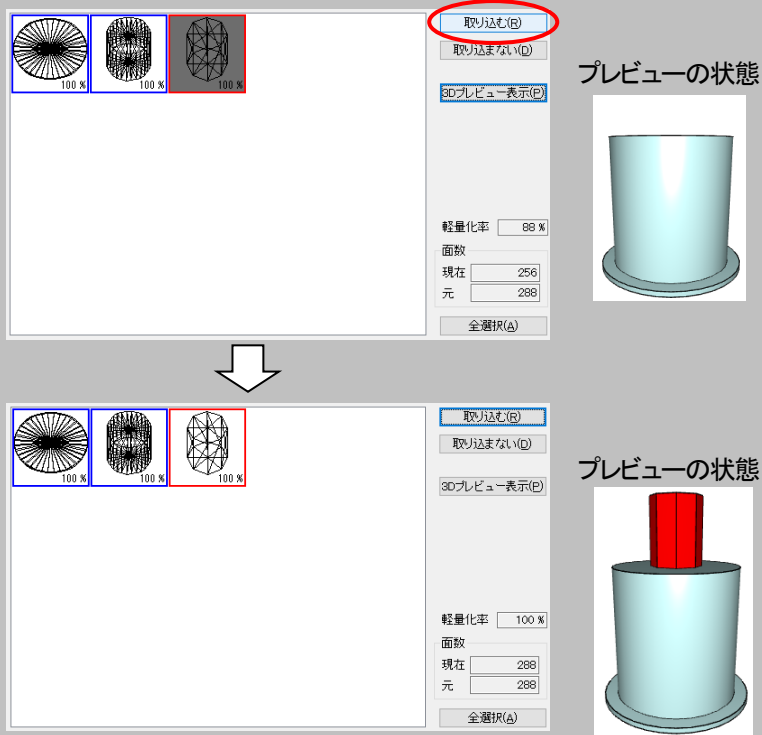 100 %
100 %
100 %
取り込む(R)
取り込まない(D)
3Dプレビュー表示(P)
軽量化率 88 %
面数
現在 256
元 288
全選択(A)
プレビューの状態
100 %
100 %
100 %
取り込む(R)
取り込まない(D)
3Dプレビュー表示(P)
軽量化率 100 %
面数
現在 288
元 288
全選択(A)
プレビューの状態